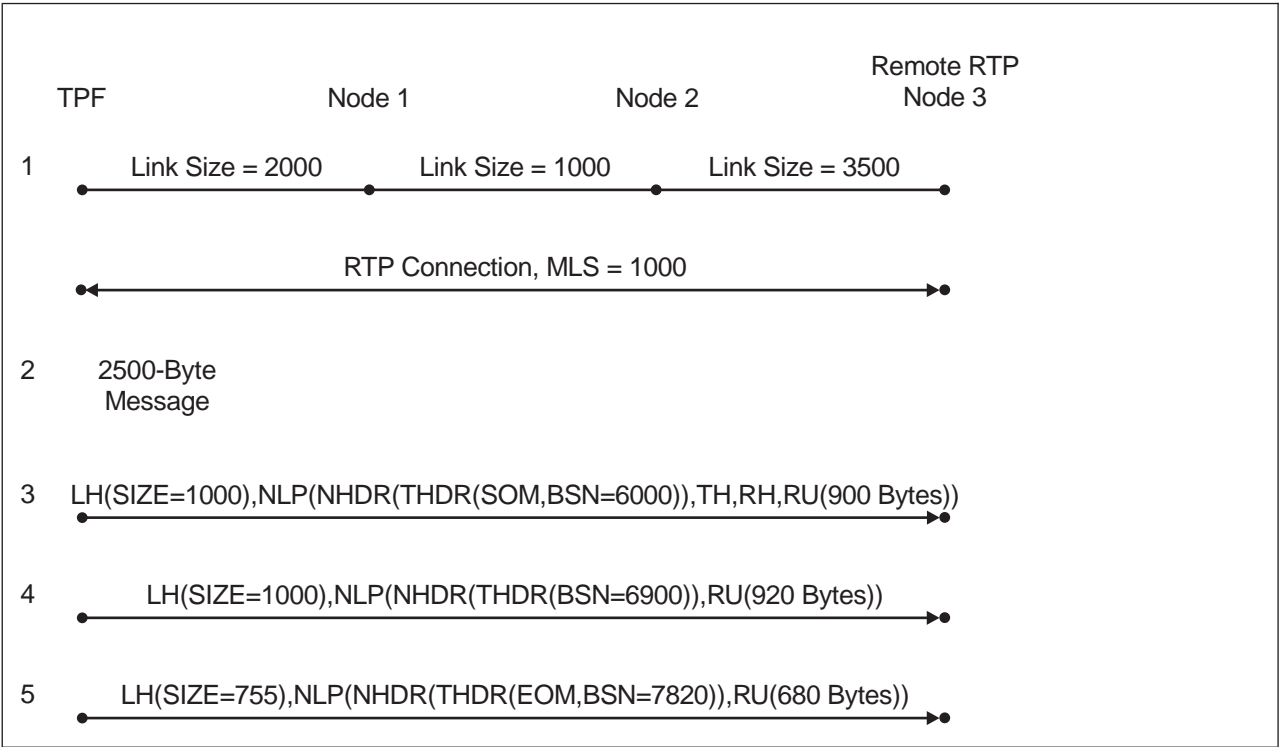 Remote RTP
TPF Node 1 Node 2 Node 3
1 Link Size = 2000 Link Size = 1000 Link Size = 3500
RTP Connection, MLS = 1000
2 2500-Byte
Message
3 LH(SIZE=1000),NLP(NHDR(THDR(SOM,BSN=6000)),TH,RH,RU(900 Bytes))
4 LH(SIZE=1000),NLP(NHDR(THDR(BSN=6900)),RU(920 Bytes))
5 LH(SIZE=755),NLP(NHDR(THDR(EOM,BSN=7820)),RU(680 Bytes))